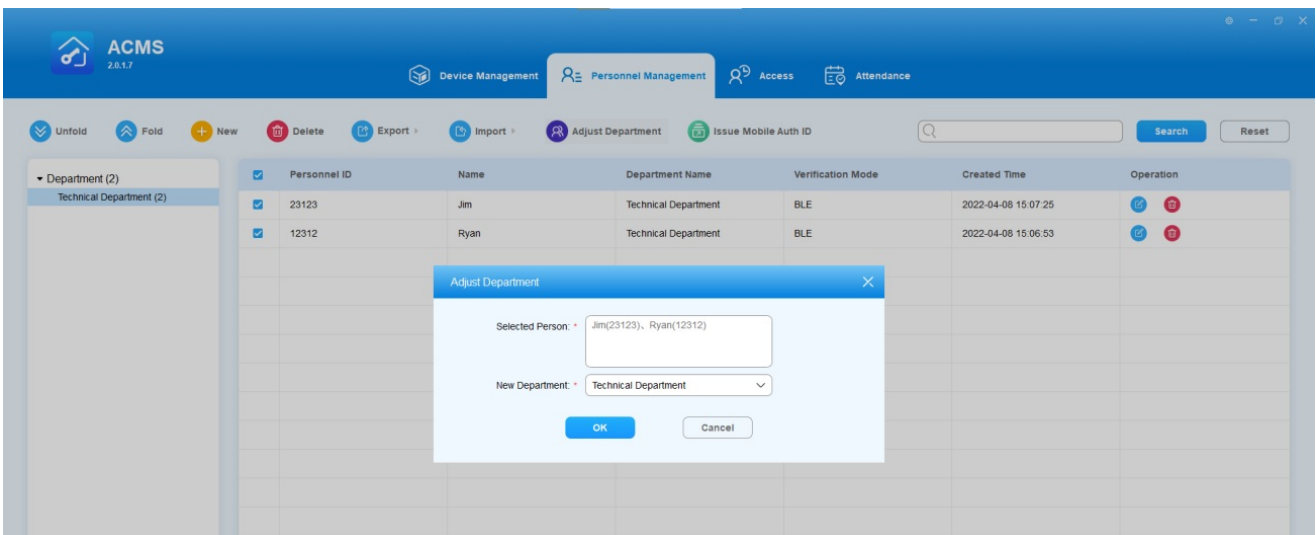 ACMS
2.0.1.7
Device Management Personnel Management Access Attendance
Unfold Fold New Delete Export Import Adjust Department Issue Mobile Auth ID Search Reset
Department (2)
Technical Department (2)
Personnel ID Name Department Name Verification Mode Created Time Operation
23123 Jim Technical Department BLE 2022-04-08 15:07:25
12312 Ryan Technical Department BLE 2022-04-08 15:06:53
Adjust Department
Selected Person: * Jim(23123)、Ryan(12312)
New Department: * Technical Department
OK Cancel